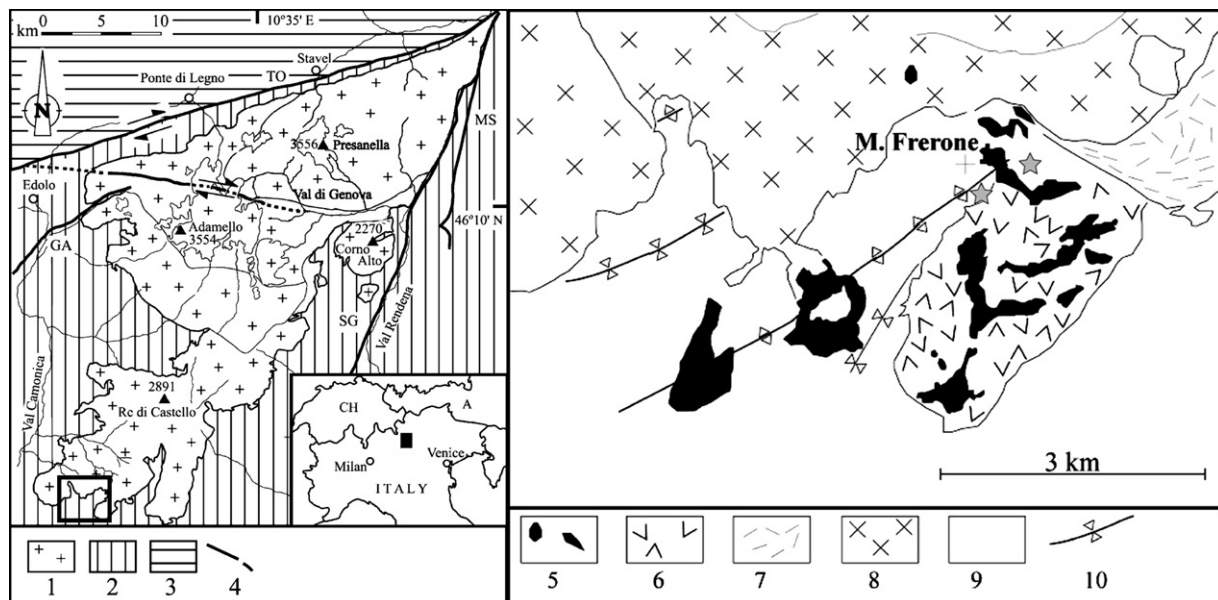 0 5 10
km
10°35' E
Stavel
Ponte di Legno
TO
N
MS
3556 Presanella
Edolo
Val di Genova
46°10' N
Adamello
3554
2270
Corno
Alto
GA
SG
Val Rendena
Val Camonica
2891
Re di Castello
CH
A
Milan
Venice
ITALY
1 2 3 4
M. Frerone
3 km
5 6 7 8 9 10